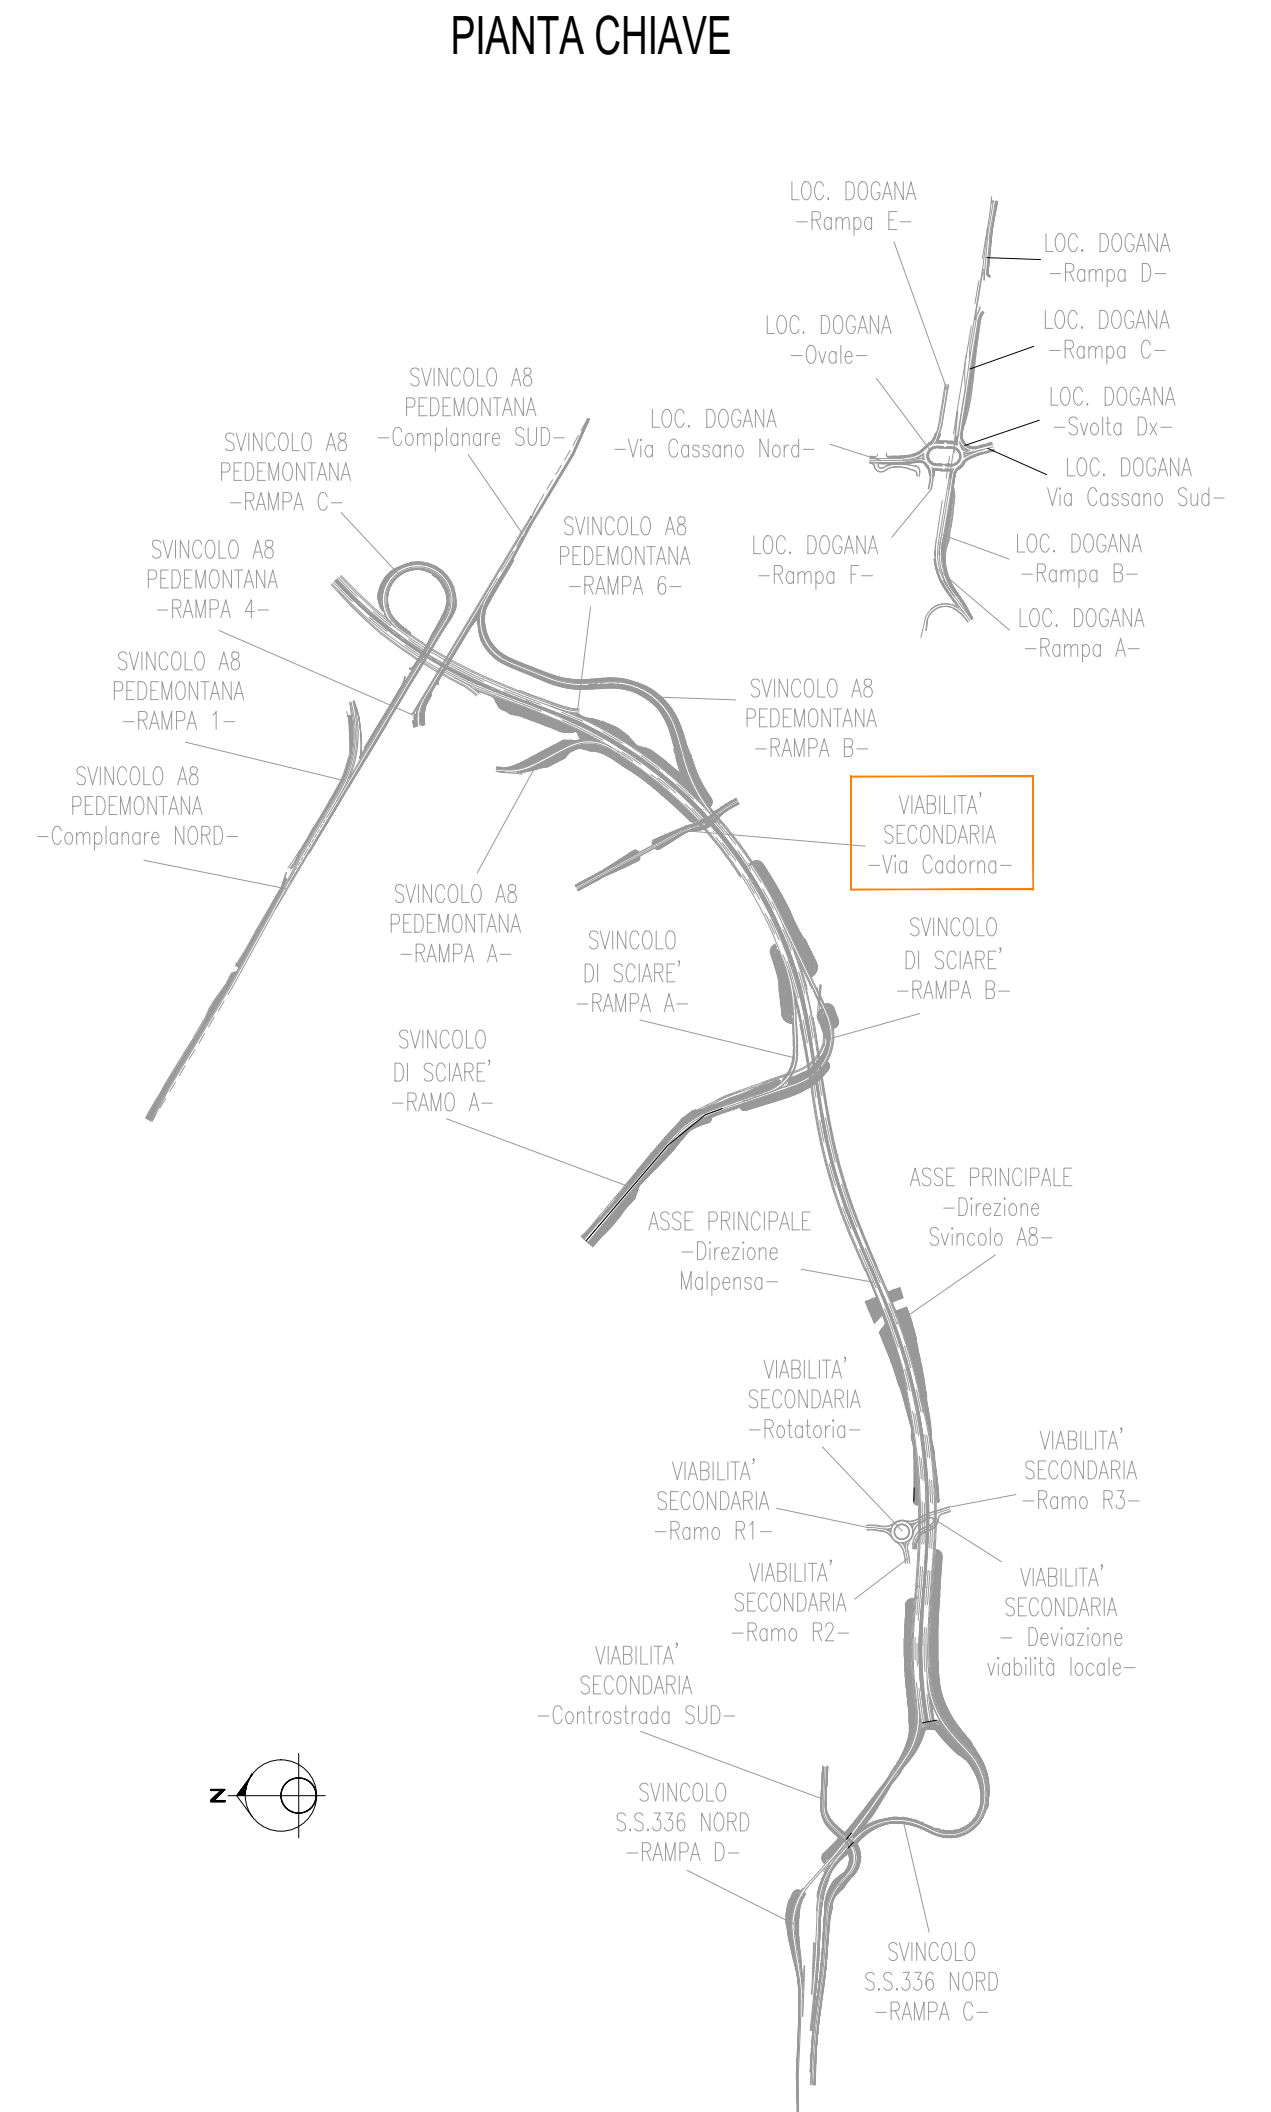 PIANTA CHIAVE
LOC. DOGANA
-Rampa E-
LOC. DOGANA
-Rampa D-
LOC. DOGANA
-Ovale-
LOC. DOGANA
-Rampa C-
SVINCOLO A8
PEDEMONTANA
-Complanare SUD-
LOC. DOGANA
-Svolta Dx-
LOC. DOGANA
-Via Cassano Nord-
SVINCOLO A8
PEDEMONTANA
-RAMPA C-
LOC. DOGANA
Via Cassano Sud-
SVINCOLO A8
PEDEMONTANA
-RAMPA 6-
SVINCOLO A8
PEDEMONTANA
-RAMPA 4-
LOC. DOGANA
-Rampa F-
LOC. DOGANA
-Rampa B-
LOC. DOGANA
-Rampa A-
SVINCOLO A8
PEDEMONTANA
-RAMPA 1-
SVINCOLO A8
PEDEMONTANA
-RAMPA B-
SVINCOLO A8
PEDEMONTANA
-Complanare NORD-
VIABILITA'
SECONDARIA
-Via Cadorna-
SVINCOLO A8
PEDEMONTANA
-RAMPA A-
SVINCOLO
DI SCIARE'
-RAMPA A-
SVINCOLO
DI SCIARE'
-RAMPA B-
SVINCOLO
DI SCIARE'
-RAMO A-
ASSE PRINCIPALE
-Direzione
Svincolo A8-
ASSE PRINCIPALE
-Direzione
Malpensa-
VIABILITA'
SECONDARIA
-Rotatoria-
VIABILITA'
SECONDARIA
-Ramo R3-
VIABILITA'
SECONDARIA
-Ramo R1-
VIABILITA'
SECONDARIA
-Ramo R2-
VIABILITA'
SECONDARIA
- Deviazione
viabilità locale-
VIABILITA'
SECONDARIA
-Controstrada SUD-
N
SVINCOLO
S.S.336 NORD
-RAMPA D-
SVINCOLO
S.S.336 NORD
-RAMPA C-